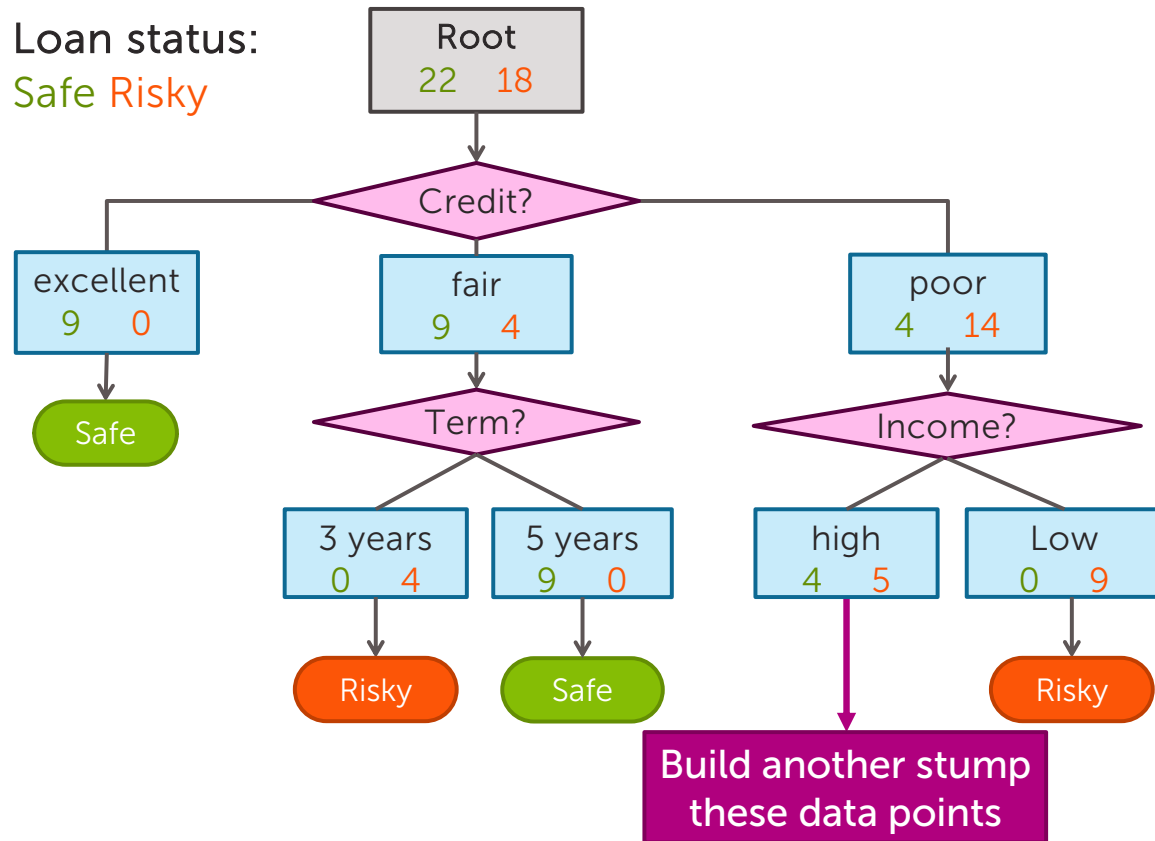 Loan status:
Safe Risky
Root
22 18
Credit?
excellent
9 0
fair
9 4
poor
4 14
Safe
Term?
Income?
3 years
0 4
5 years
9 0
high
4 5
Low
0 9
Risky
Safe
Risky
Build another stump
these data points